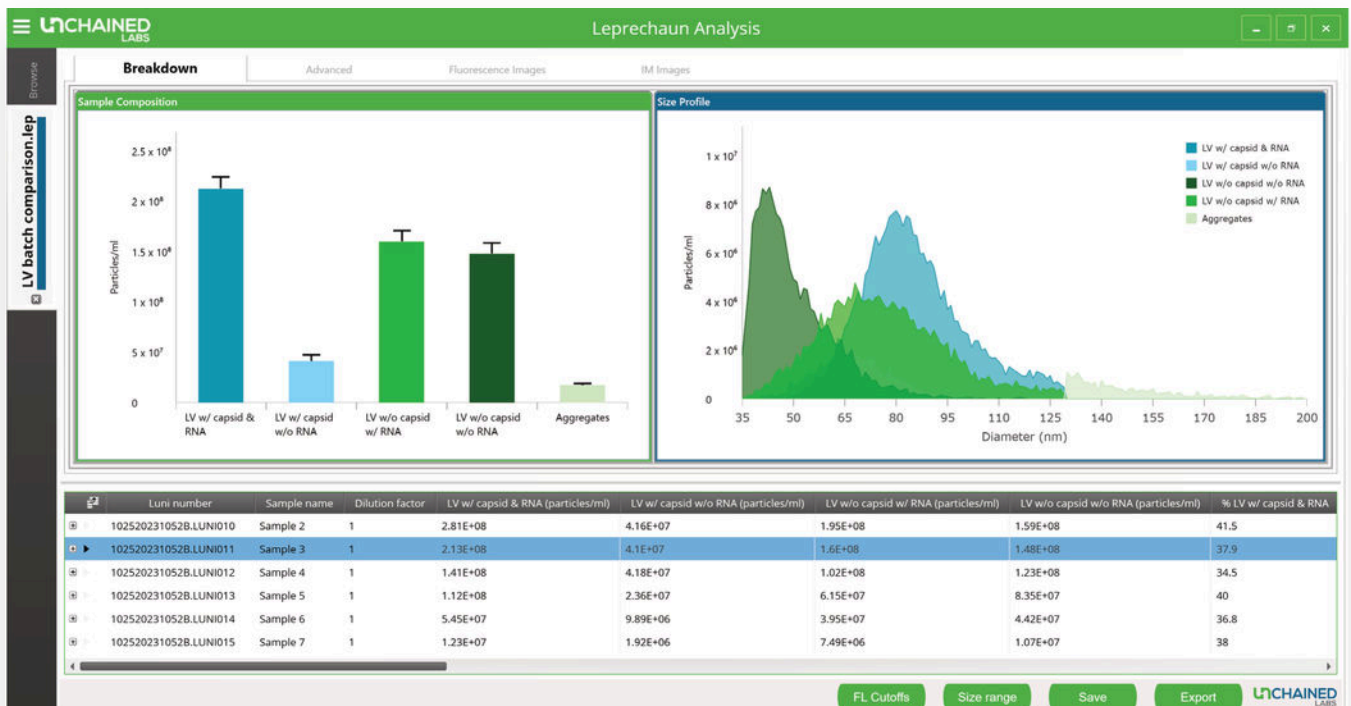 UNCHAINED LABS
Leprechaun Analysis
Browse
LV batch comparison.lep
Breakdown
Advanced
Fluorescence Images
IM Images
Sample Composition
2.5 x 10⁸
2 x 10⁸
1.5 x 10⁸
1 x 10⁸
5 x 10⁷
0
Particles/ml
LV w/ capsid & RNA
LV w/ capsid w/o RNA
LV w/o capsid w/ RNA
LV w/o capsid w/o RNA
Aggregates
Size Profile
1 x 10⁷
8 x 10⁶
6 x 10⁶
4 x 10⁶
2 x 10⁶
0
Particles/ml
35 50 65 80 95 110 125 140 155 170 185 200
Diameter (nm)
LV w/ capsid & RNA
LV w/ capsid w/o RNA
LV w/o capsid w/o RNA
LV w/o capsid w/ RNA
Aggregates
Luni number Sample name Dilution factor LV w/ capsid & RNA (particles/ml) LV w/ capsid w/o RNA (particles/ml) LV w/o capsid w/ RNA (particles/ml) LV w/o capsid w/o RNA (particles/ml) % LV w/ capsid & RNA
102520231052B.LUNI010 Sample 2 1 2.81E+08 4.16E+07 1.95E+08 1.59E+08 41.5
102520231052B.LUNI011 Sample 3 1 2.13E+08 4.1E+07 1.6E+08 1.48E+08 37.9
102520231052B.LUNI012 Sample 4 1 1.41E+08 4.18E+07 1.02E+08 1.23E+08 34.5
102520231052B.LUNI013 Sample 5 1 1.12E+08 2.36E+07 6.15E+07 8.35E+07 40
102520231052B.LUNI014 Sample 6 1 5.45E+07 9.89E+06 3.95E+07 4.42E+07 36.8
102520231052B.LUNI015 Sample 7 1 1.23E+07 1.92E+06 7.49E+06 1.07E+07 38
FL Cutoffs
Size range
Save
Export
UNCHAINED LABS